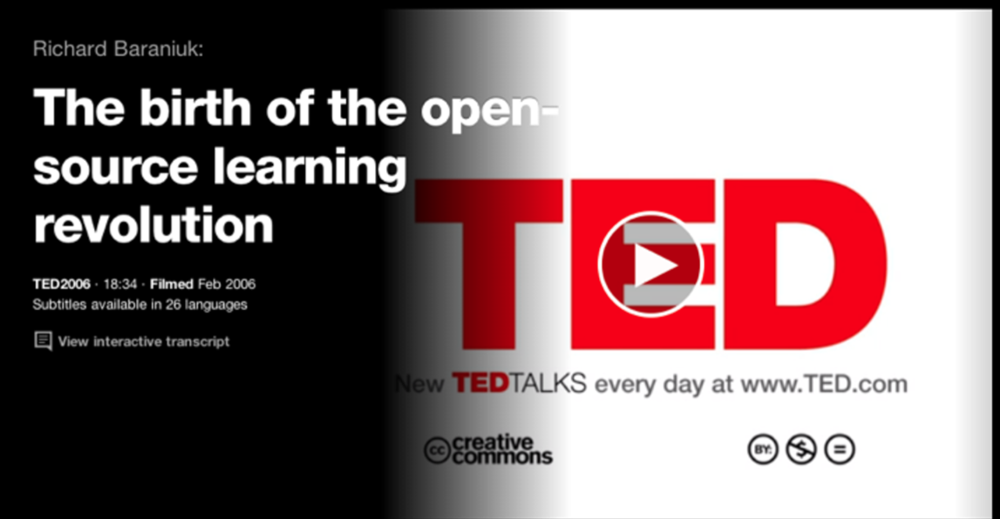 Richard Baraniuk:
The birth of the open-
source learning
revolution
TED2006 · 18:34 · Filmed Feb 2006
Subtitles available in 26 languages
View interactive transcript
TED
New TEDTALKS every day at www.TED.com
cc creative
commons
BY: $ =